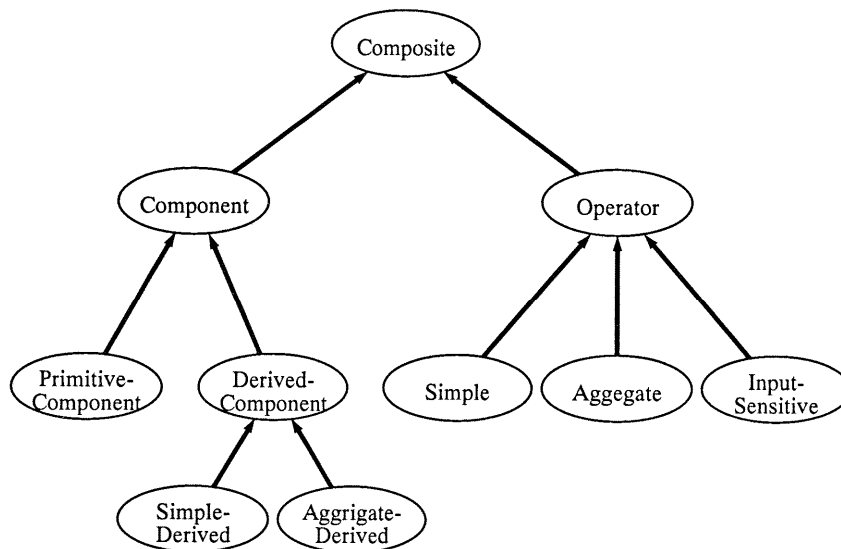 Composite
Component
Operator
Primitive-
Component
Derived-
Component
Simple
Aggegate
Input-
Sensitive
Simple-
Derived
Aggrigate-
Derived